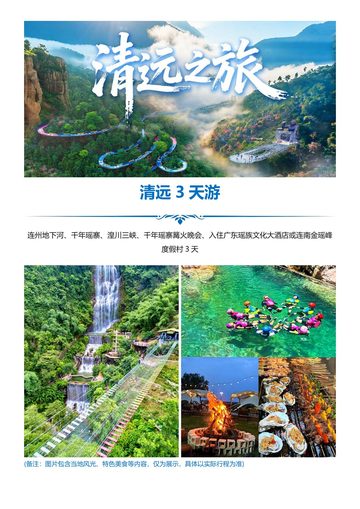 清远之旅
清远 3 天游
连州地下河、千年瑶寨、湟川三峡、千年瑶寨篝火晚会、入住广东瑶族文化大酒店或连南金瑶峰
度假村 3 天
(备注：图片包含当地风光、特色美食等内容，仅为展示，具体以实际行程为准)